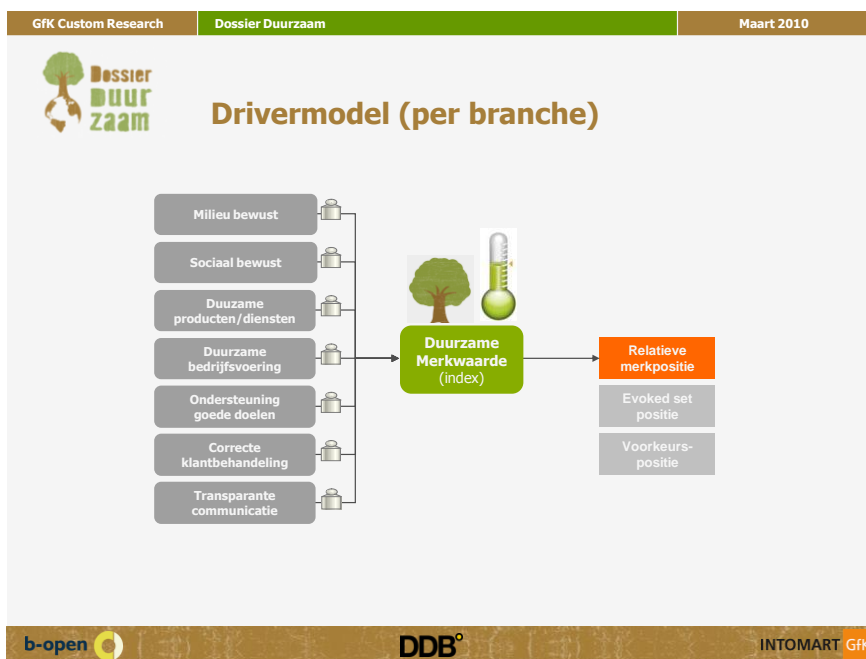 GfK Custom Research
Dossier Duurzaam
Maart 2010
Dossier
Duur
zaam
Drivermodel (per branche)
Milieu bewust
Sociaal bewust
Duuzame
producten/diensten
Duurzame
bedrijfsvoering
Ondersteuning
goede doelen
Correcte
klantbehandeling
Transparante
communicatie
Duurzame
Merkwaarde
(index)
Relatieve
merkpositie
Evoked set
positie
Voorkeurs-
positie
b-open
DDB°
INTOMART GfK